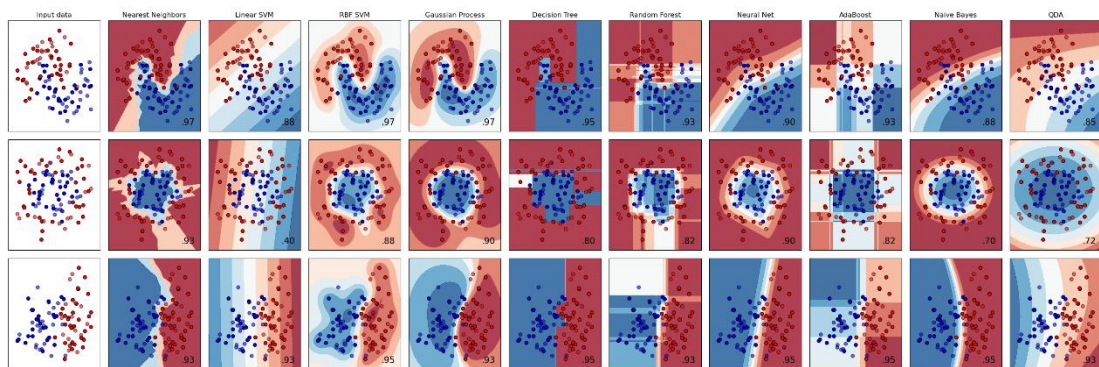 Input data Nearest Neighbors Linear SVM RBF SVM Gaussian Process Decision Tree Random Forest Neural Net AdaBoost Naive Bayes QDA
.97 .88 .97 .97 .95 .93 .90 .93 .88 .85
.93 .40 .88 .90 .80 .82 .90 .82 .70 .72
.93 .93 .95 .93 .95 .93 .95 .95 .95 .93